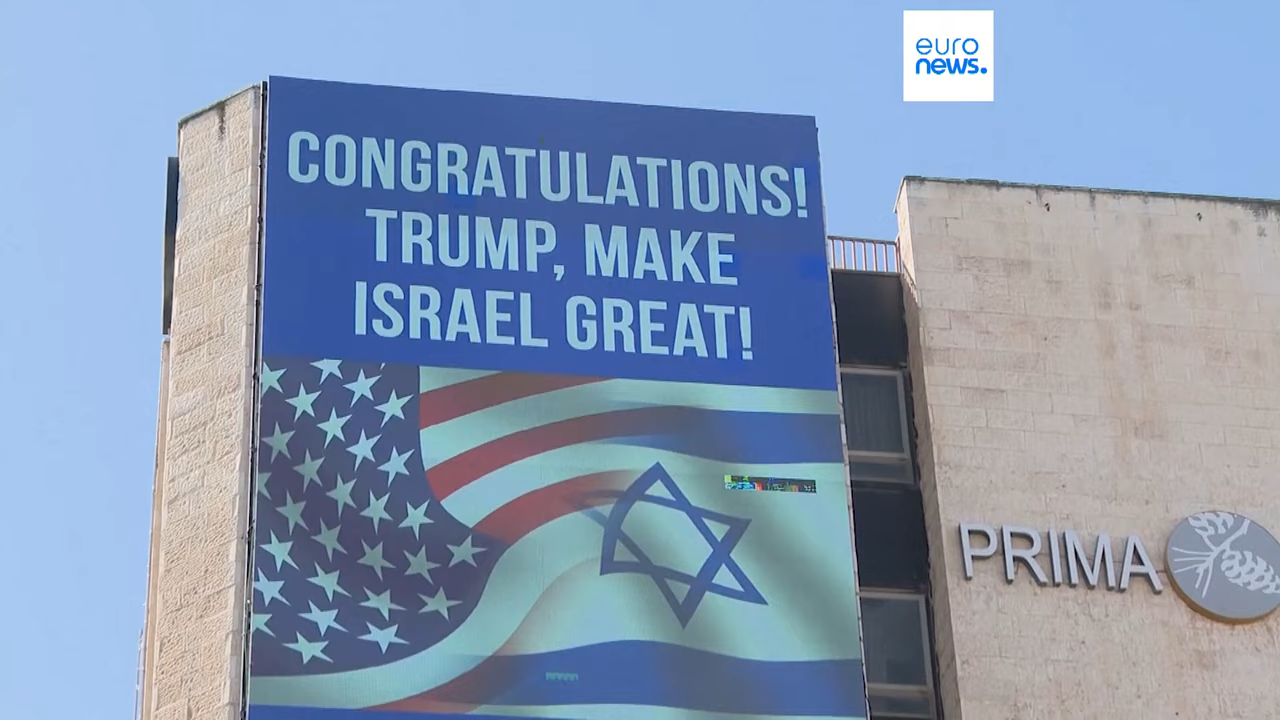 euro
news.
CONGRATULATIONS!
TRUMP, MAKE
ISRAEL GREAT!
PRIMA